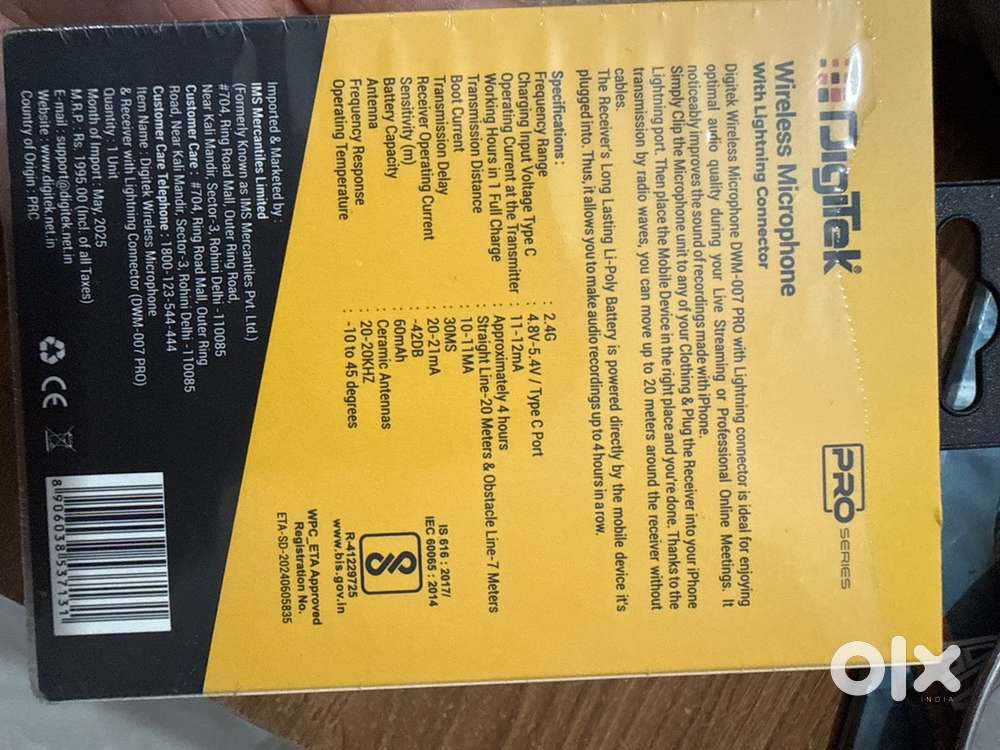 DigiTek
PRO
SERIES
Wireless Microphone
with Lightning Connector
Digitek Wireless Microphone DWM-007 PRO with Lightning connector is ideal for enjoying
optimal audio quality during your Live Streaming or Professional Online Meetings. It
noticeably improves the sound of recordings made with iPhone.
Simply Clip the Microphone unit to any of your Clothing & Plug the Receiver into your iPhone
Lightning port. Then place the Mobile Device in the right place and you're done. Thanks to the
transmission by radio waves, you can move up to 20 meters around the receiver without
cables.
The Receiver's Long Lasting Li-Poly Battery is powered directly by the mobile device it's
plugged into. Thus, it allows you to make audio recordings up to 4 hours in a row.
Specifications :
Frequency Range : 2.4G
Charging Input Voltage Type C : 4.8V-5.4V / Type C Port
Operating Current at the Transmitter : 11-12mA
Working Hours in 1 Full Charge : Approximately 4 hours
Transmission Distance : Straight Line-20 Meters & Obstacle Line-7 Meters
Boot Current : 10-11MA
Transmission Delay : 30MS
Receiver Operating Current : 20-21mA
Sensitivity (m) : -42DB
Battery Capacity : 60mAh
Antenna : Ceramic Antennas
Frequency Response : 20-20KHZ
Operating Temperature : -10 to 45 degrees
IS 616 : 2017/
IEC 60065 : 2014
R-41229725
www.bis.gov.in
WPC_ETA Approved
Registration No.
ETA-SD-20240605835
Imported & Marketed by :
IMS Mercantiles Limited
(Formerly Known as IMS Mercantiles Pvt. Ltd.)
#704, Ring Road Mall, Outer Ring Road,
Near Kali Mandir, Sector-3, Rohini Delhi -110085
Customer Care : #704, Ring Road Mall, Outer Ring
Road, Near Kali Mandir, Sector-3, Rohini Delhi -110085
Customer Care Telephone : 1800-123-544-444
Item Name : Digitek Wireless Microphone
& Receiver with Lightning Connector (DWM-007 PRO)
Quantity : 1 Unit
Month of Import : May, 2025
M.R.P. : Rs. 1995.00 (Incl. of all Taxes)
E-mail : support@digitek.net.in
Website : www.digitek.net.in
Country of Origin : PRC
CE
8906038537131
olx
INDIA